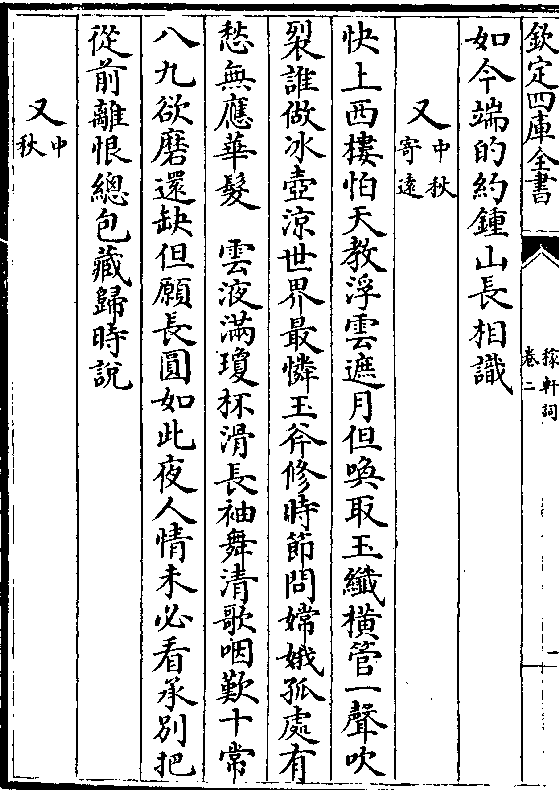 欽定四庫全書
稼軒詞
卷二
一
如今端的約鍾山長相識
又中秋寄遠
快上西樓怕天教浮雲遮月但喚取玉纖橫管一聲吹
裂誰做冰壺涼世界最憐玉斧修時節問嫦娥孤處有
愁無應華髮　雲液滿瓊杯滑長袖舞清歌咽歎十常
八九欲磨還缺但願長圓如此夜人情未必看承别把
從前離恨總包藏歸時說
又中秋